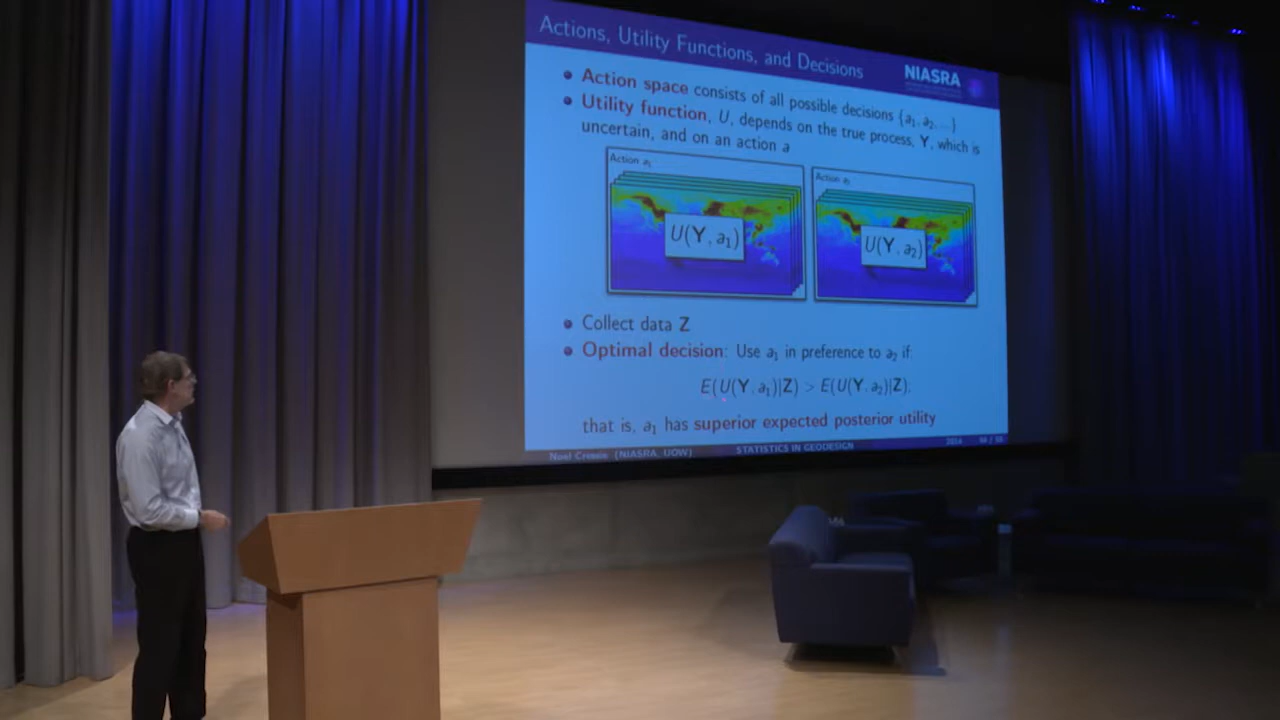 Actions, Utility Functions, and Decisions
NIASRA
Action space consists of all possible decisions {a₁, a₂, ...}
Utility function, U, depends on the true process, Y, which is
uncertain, and on an action a
Action a₁
Action a₂
U(Y, a₁)
U(Y, a₂)
Collect data Z
Optimal decision: Use a₁ in preference to a₂ if:
E(U(Y, a₁)|Z) > E(U(Y, a₂)|Z),
that is, a₁ has superior expected posterior utility
Noel Cressie (NIASRA, UOW)
STATISTICS IN GEODESIGN
2014